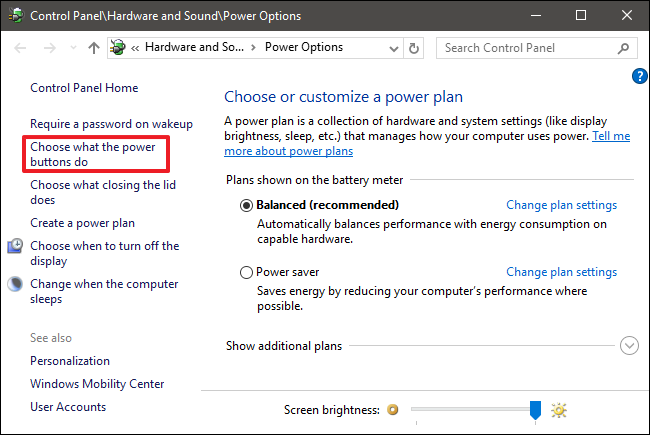 Control Panel\Hardware and Sound\Power Options
« Hardware and So... › Power Options
Search Control Panel
?
Control Panel Home
Require a password on wakeup
Choose what the power
buttons do
Choose what closing the lid
does
Create a power plan
Choose when to turn off the
display
Change when the computer
sleeps
See also
Personalization
Windows Mobility Center
User Accounts
Choose or customize a power plan
A power plan is a collection of hardware and system settings (like display
brightness, sleep, etc.) that manages how your computer uses power. Tell me
more about power plans
Plans shown on the battery meter
Balanced (recommended) Change plan settings
Automatically balances performance with energy consumption on
capable hardware.
Power saver Change plan settings
Saves energy by reducing your computer's performance where
possible.
Show additional plans
Screen brightness: